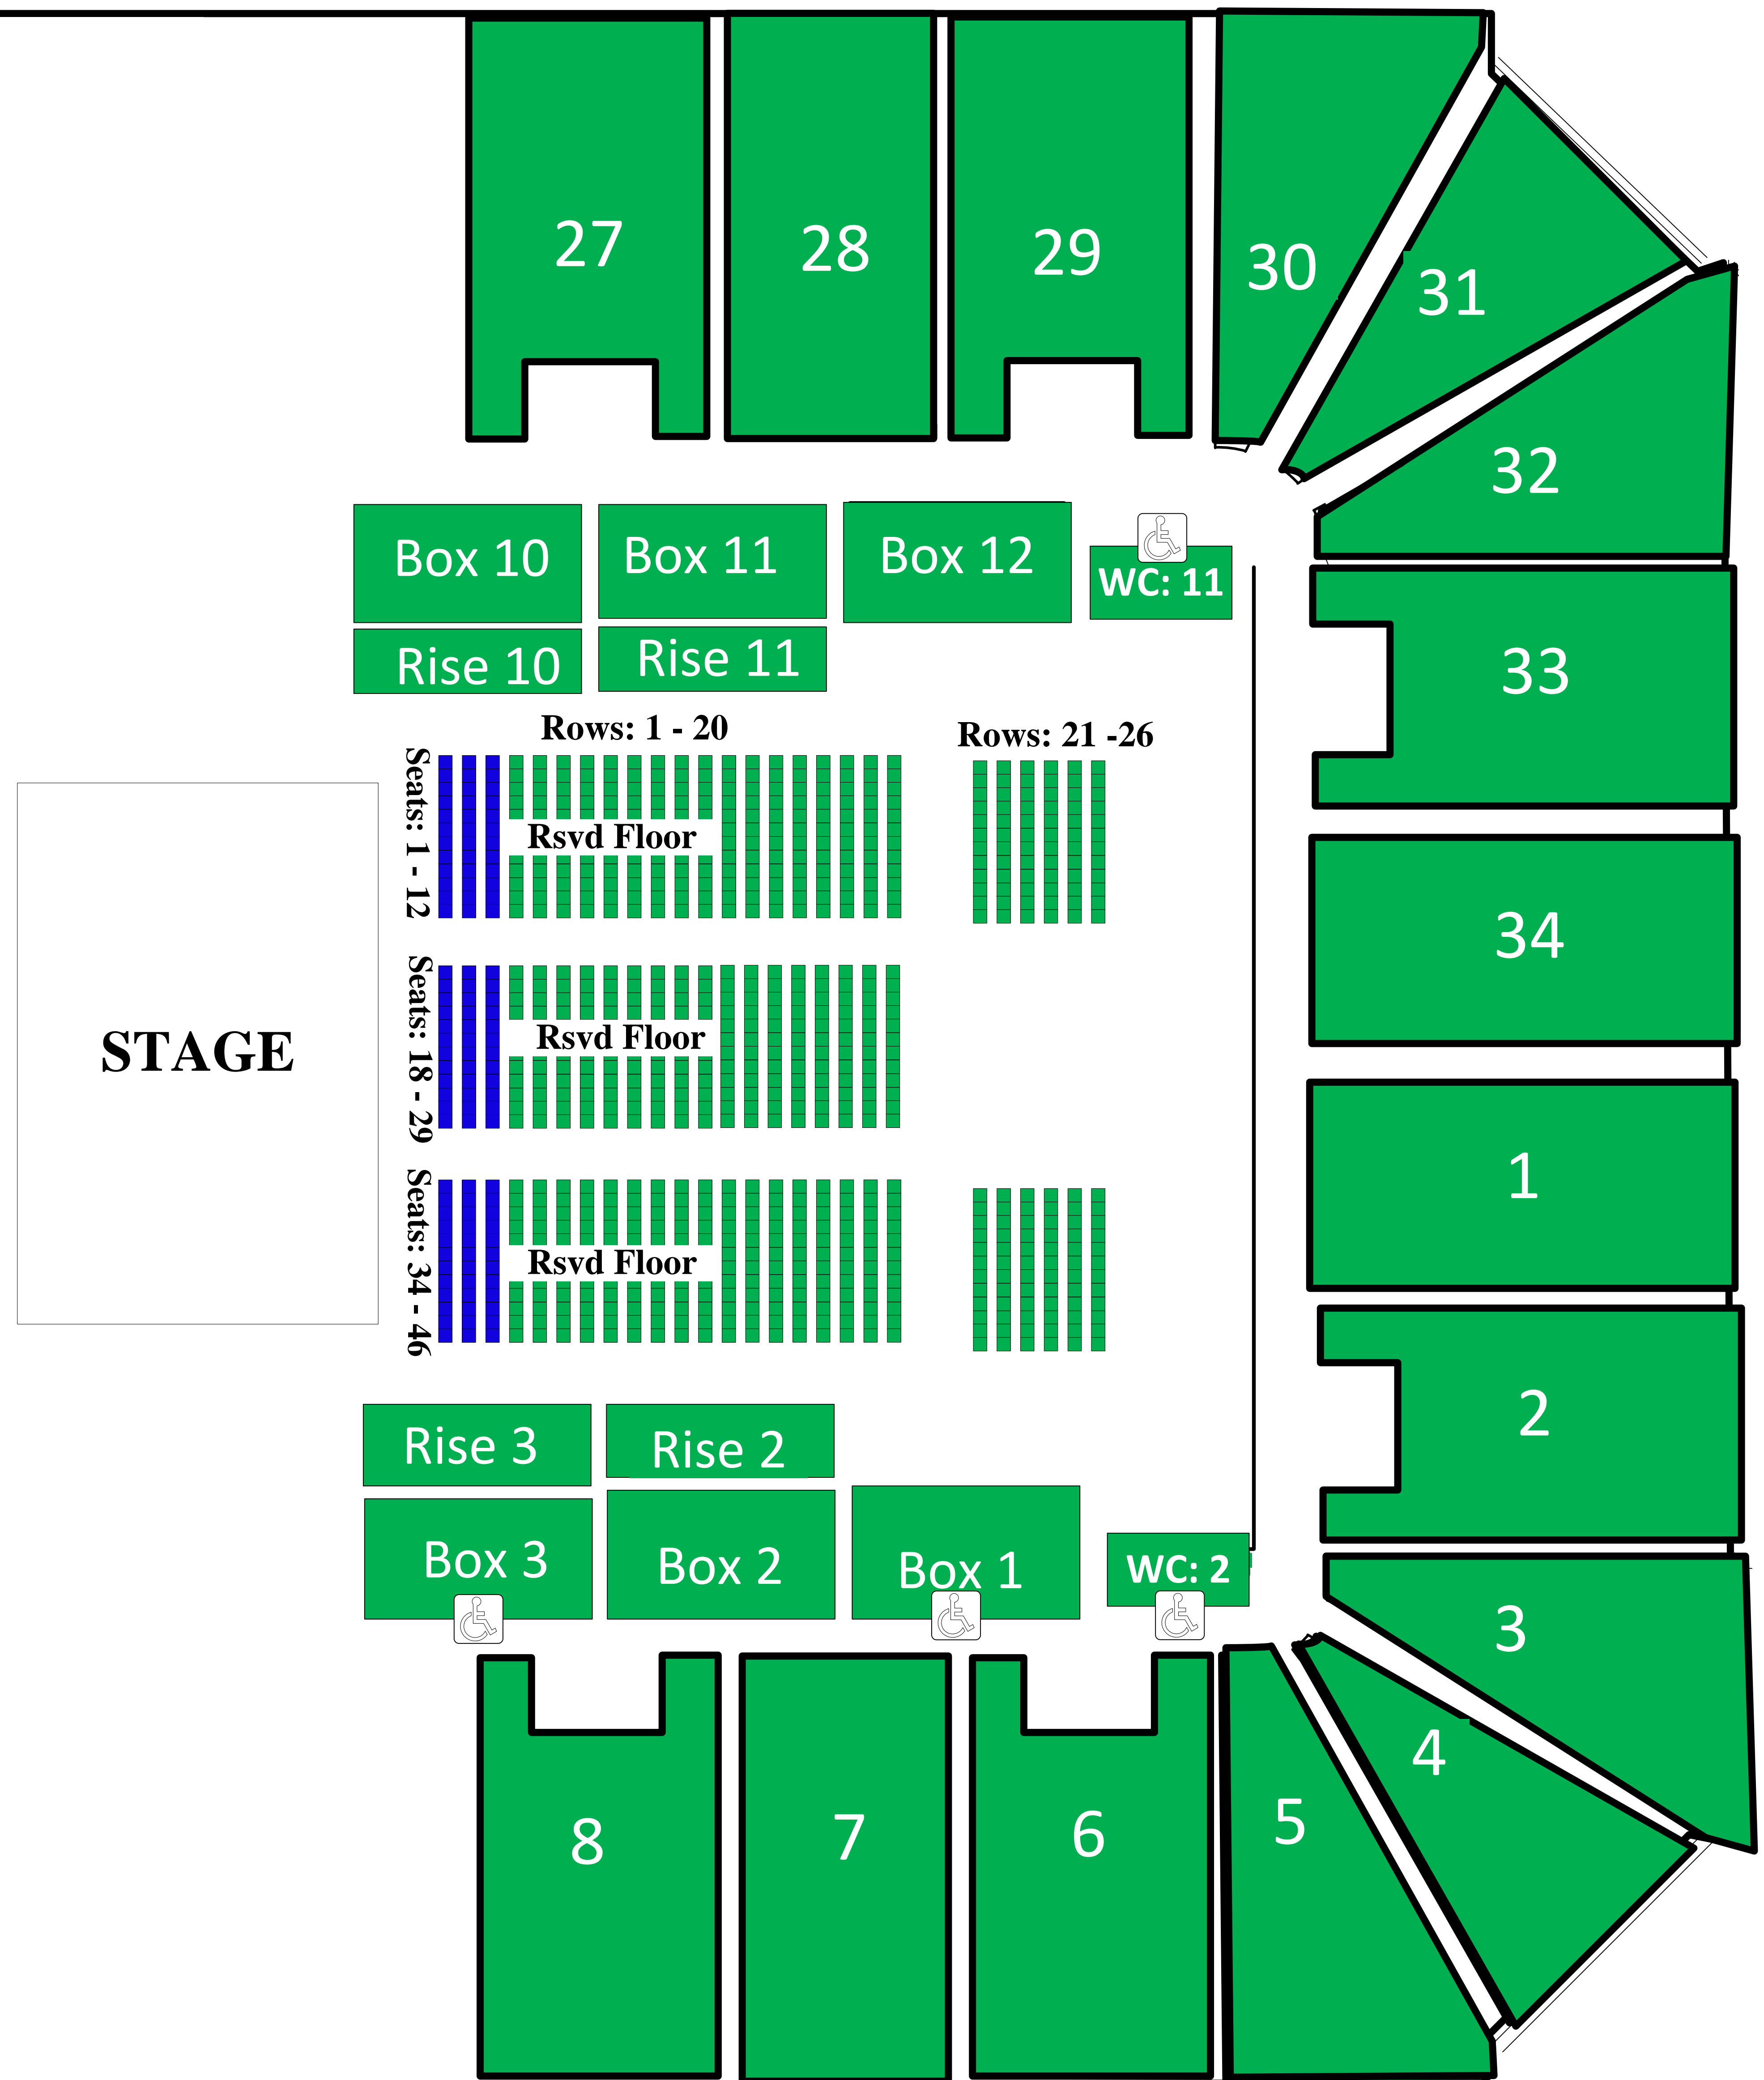 27
28
29
30
31
32
Box 10
Box 11
Box 12
WC: 11
Rise 10
Rise 11
33
Rows: 1 - 20
Rows: 21 -26
Seats: 1 - 12
Rsvd Floor
34
Seats: 18 - 29
Rsvd Floor
STAGE
1
Seats: 34 - 46
Rsvd Floor
2
Rise 3
Rise 2
Box 3
Box 2
Box 1
WC: 2
3
4
5
6
7
8